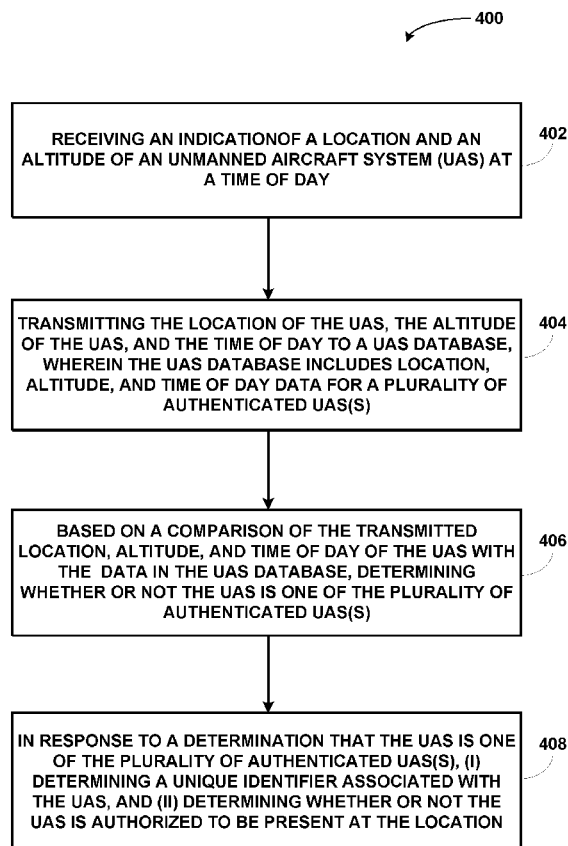 400
RECEIVING AN INDICATIONOF A LOCATION AND AN
ALTITUDE OF AN UNMANNED AIRCRAFT SYSTEM (UAS) AT
A TIME OF DAY
402
TRANSMITTING THE LOCATION OF THE UAS, THE ALTITUDE
OF THE UAS, AND THE TIME OF DAY TO A UAS DATABASE,
WHEREIN THE UAS DATABASE INCLUDES LOCATION,
ALTITUDE, AND TIME OF DAY DATA FOR A PLURALITY OF
AUTHENTICATED UAS(S)
404
BASED ON A COMPARISON OF THE TRANSMITTED
LOCATION, ALTITUDE, AND TIME OF DAY OF THE UAS WITH
THE DATA IN THE UAS DATABASE, DETERMINING
WHETHER OR NOT THE UAS IS ONE OF THE PLURALITY OF
AUTHENTICATED UAS(S)
406
IN RESPONSE TO A DETERMINATION THAT THE UAS IS ONE
OF THE PLURALITY OF AUTHENTICATED UAS(S), (I)
DETERMINING A UNIQUE IDENTIFIER ASSOCIATED WITH
THE UAS, AND (II) DETERMINING WHETHER OR NOT THE
UAS IS AUTHORIZED TO BE PRESENT AT THE LOCATION
408